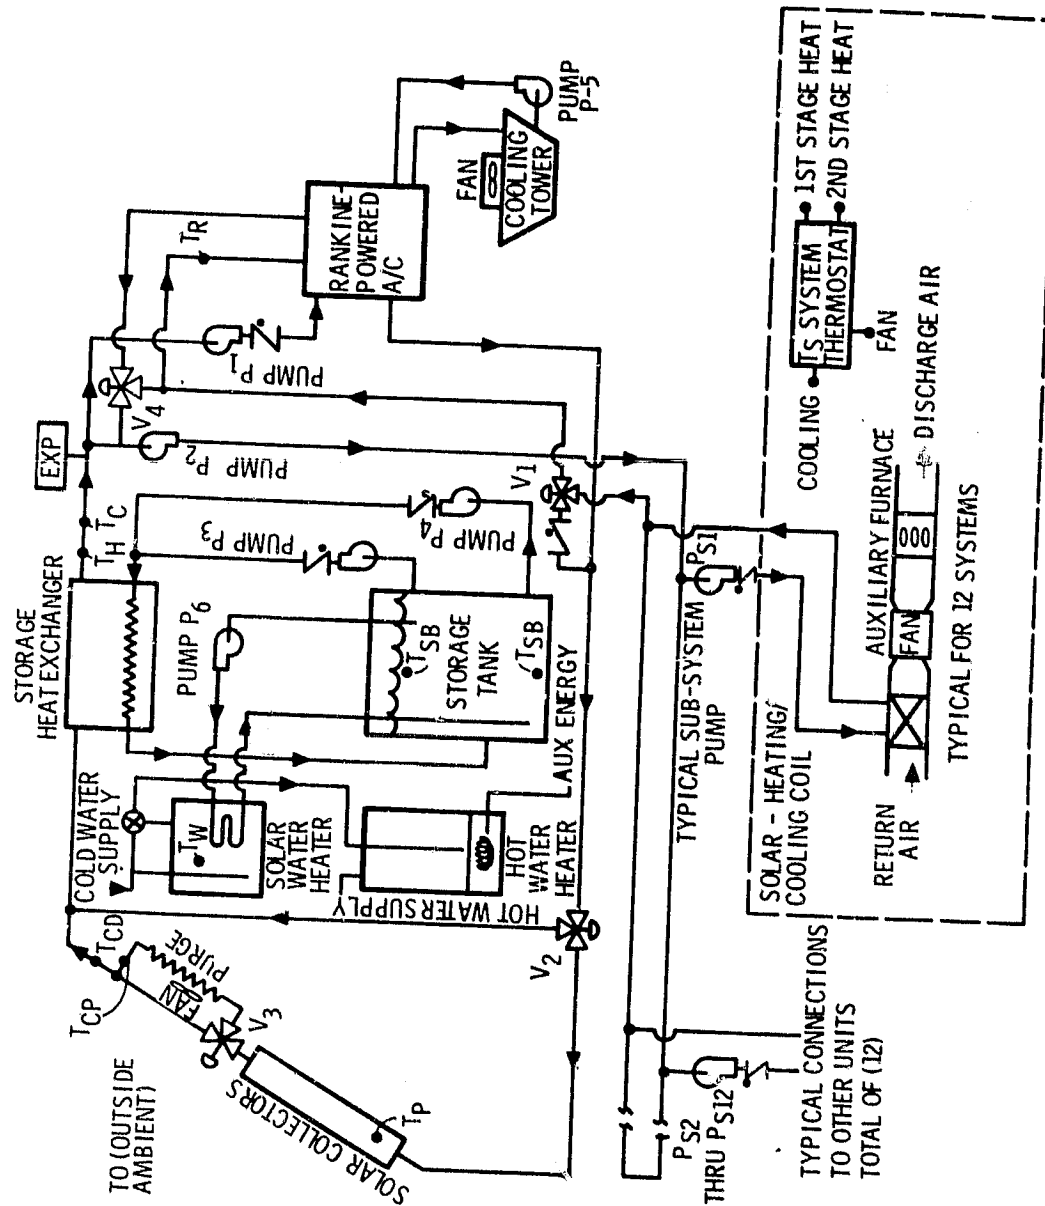 EXP
STORAGE
HEAT EXCHANGER
T_H
T_C
V_4
PUMP P_2
PUMP P_1
T_R
RANKINE-
POWERED
A/C
FAN
COOLING
TOWER
PUMP
P-5
PUMP P_3
PUMP P_4
V_1
PUMP P_6
T_SB
STORAGE
TANK
T_SB
COLD WATER
SUPPLY
T_W
SOLAR
WATER
HEATER
HOT WATER SUPPLY
HOT
WATER
HEATER
AUX ENERGY
TO (OUTSIDE
AMBIENT)
T_CP
T_CD
FAN
PURGE
V_3
SOLAR COLLECTORS
T_P
V_2
TYPICAL SUB-SYSTEM
PUMP
P_S1
P_S2
THRU P_S12
TYPICAL CONNECTIONS
TO OTHER UNITS
TOTAL OF (12)
SOLAR - HEATING/
COOLING COIL
RETURN
AIR
FAN
AUXILIARY FURNACE
DISCHARGE AIR
TYPICAL FOR 12 SYSTEMS
COOLING
T_S SYSTEM
THERMOSTAT
FAN
1ST STAGE HEAT
2ND STAGE HEAT